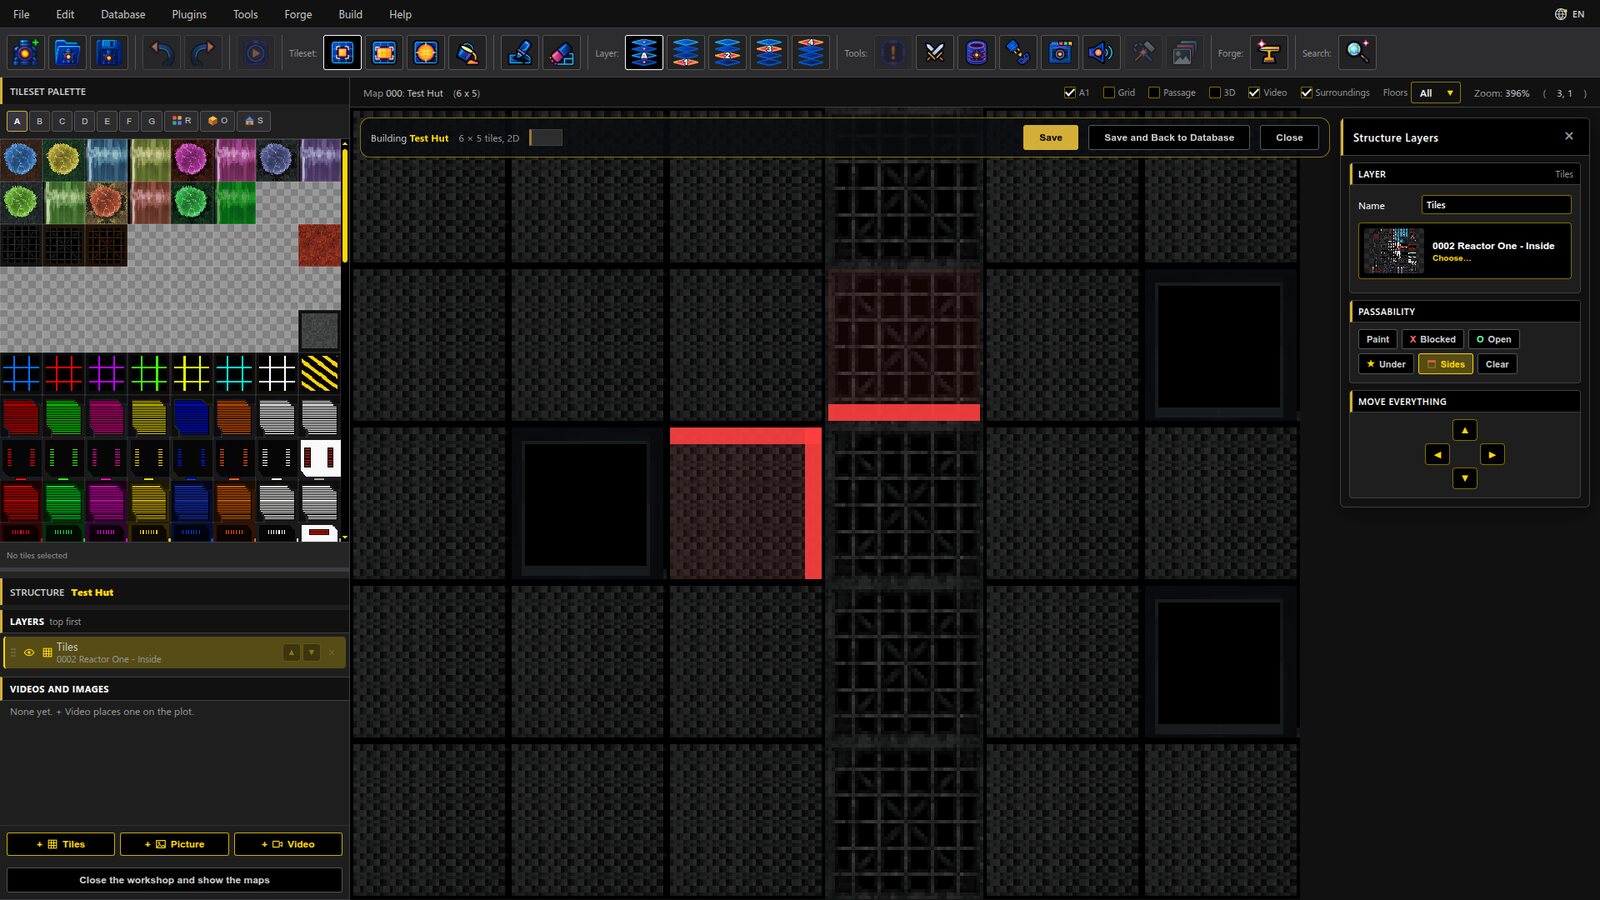 File Edit Database Plugins Tools Forge Build Help EN
Tileset: Layer: Tools: Forge: Search:
TILESET PALETTE
Map 000: Test Hut (6 x 5) A1 Grid Passage 3D Video Surroundings Floors All Zoom: 396% ( 3, 1 )
A B C D E F G R O S
Building Test Hut 6 × 5 tiles, 2D Save Save and Back to Database Close
Structure Layers
LAYER Tiles
Name Tiles
0002 Reactor One - Inside
Choose...
PASSABILITY
Paint X Blocked O Open
Under Sides Clear
MOVE EVERYTHING
No tiles selected
STRUCTURE Test Hut
LAYERS top first
Tiles
0002 Reactor One - Inside
VIDEOS AND IMAGES
None yet. + Video places one on the plot.
+ Tiles + Picture + Video
Close the workshop and show the maps